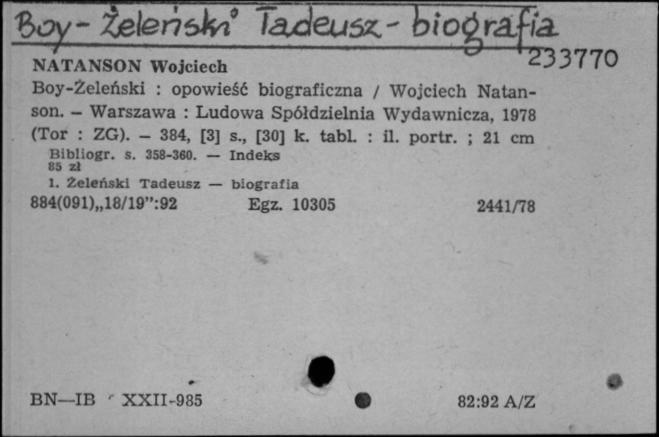 Boy-Żeleński Tadeusz - biografia
233770
NATANSON Wojciech
Boy-Żeleński : opowieść biograficzna / Wojciech Natan-
son. — Warszawa : Ludowa Spółdzielnia Wydawnicza, 1978
(Tor : ZG). — 384, [3] s., [30] k. tabl. : il. portr. ; 21 cm
Bibliogr. s. 358-360. — Indeks
85 zł
1. Żeleński Tadeusz — biografia
884(091)„18/19”:92 Egz. 10305 2441/78
BN—IB XXII-985 82:92 A/Z